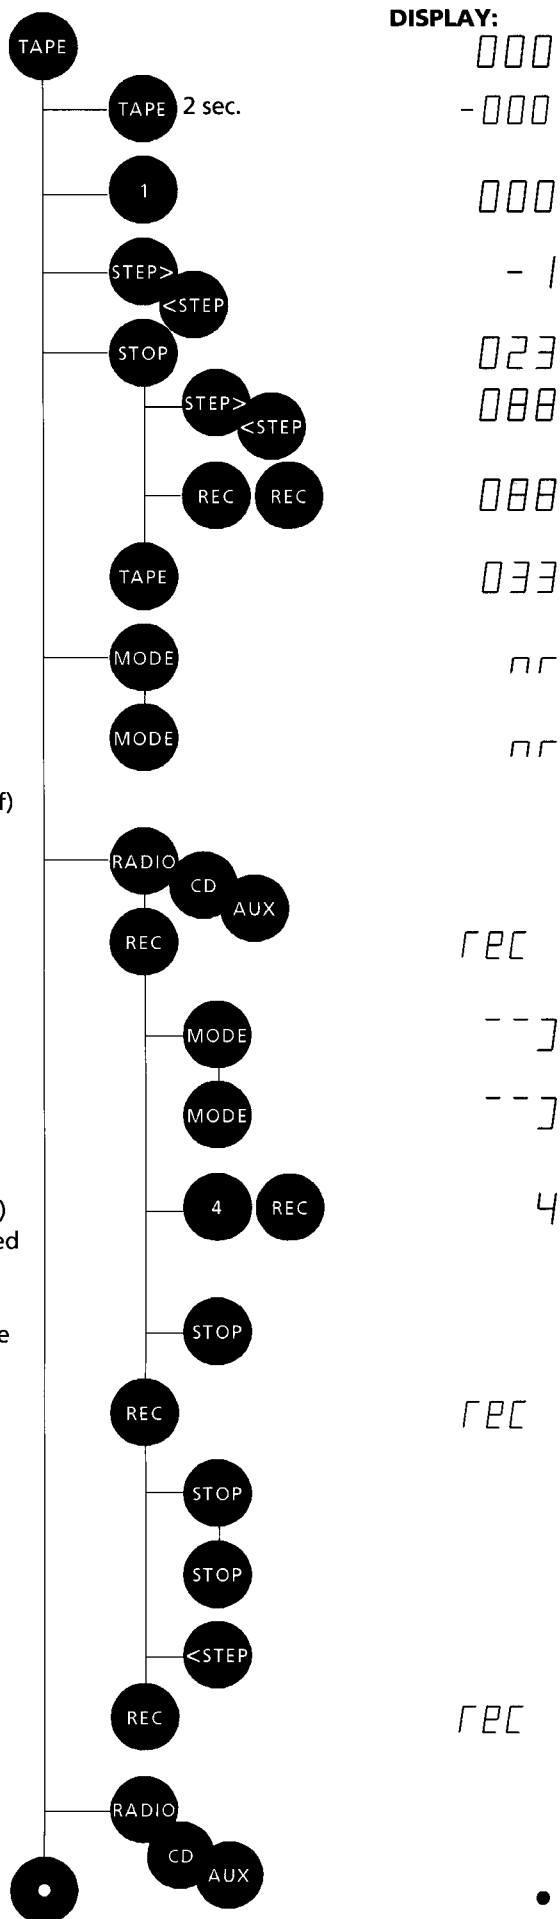 DISPLAY:
TAPE 000
TAPE 2 sec. -000
1 000
STEP> - 1
<STEP
STOP 023
STEP> 088
<STEP
REC REC 088
TAPE 033
MODE nr
MODE nr
f)
RADIO
CD
AUX
REC rec
MODE
MODE
)
4 REC 4
ed
e
STOP
REC rec
STOP
STOP
<STEP
REC rec
RADIO
CD
AUX